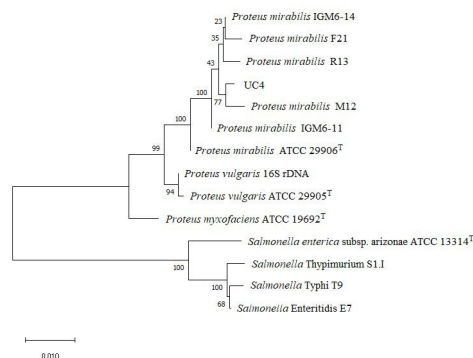 Proteus mirabilis IGM6-14
23
35
Proteus mirabilis F21
Proteus mirabilis R13
43
UC4
77
Proteus mirabilis M12
100
Proteus mirabilis IGM6-11
Proteus mirabilis ATCC 29906T
99
Proteus vulgaris 16S rDNA
94
Proteus vulgaris ATCC 29905T
Proteus myxofaciens ATCC 19692T
Salmonella enterica subsp. arizonae ATCC 13314T
100
Salmonella Thypimurium S1.I
100
Salmonella Typhi T9
68
Salmonella Enteritidis E7
0.010